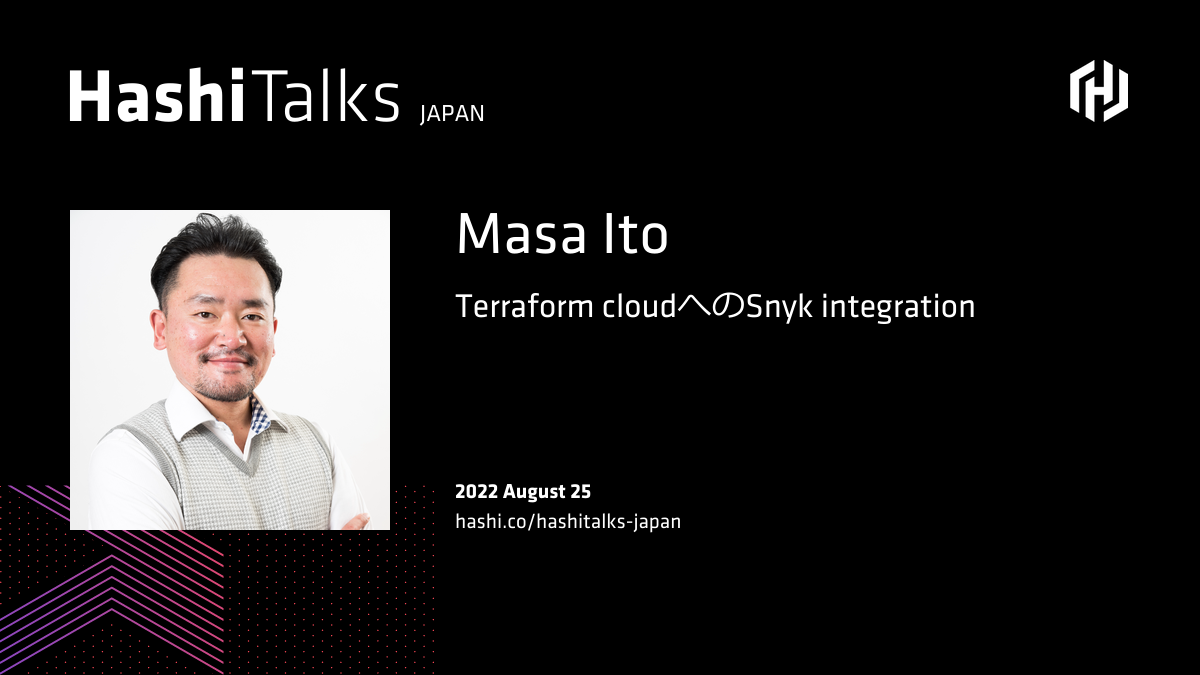 HashiTalks JAPAN
Masa Ito
Terraform cloudへのSnyk integration
2022 August 25
hashi.co/hashitalks-japan